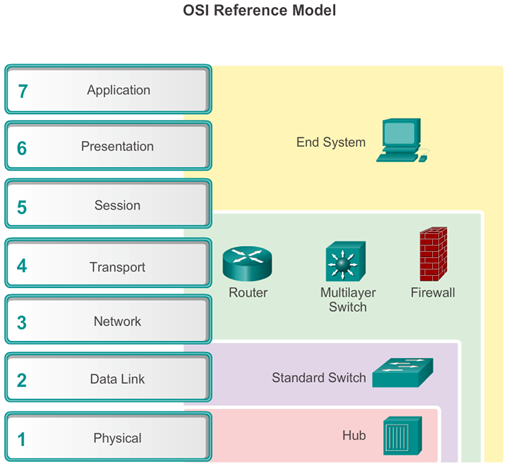 OSI Reference Model
7 Application
6 Presentation
End System
5 Session
4 Transport
Router
Multilayer
Switch
Firewall
3 Network
2 Data Link
Standard Switch
1 Physical
Hub